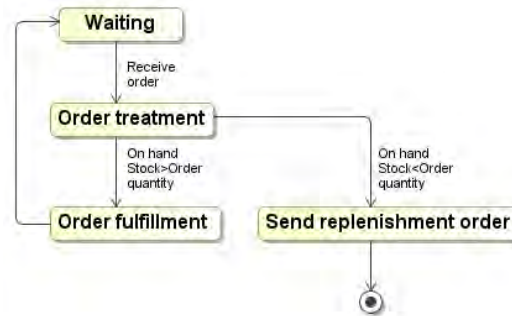 Waiting
Receive
order
Order treatment
On hand
Stock>Order
quantity
On hand
Stock<Order
quantity
Order fulfillment
Send replenishment order